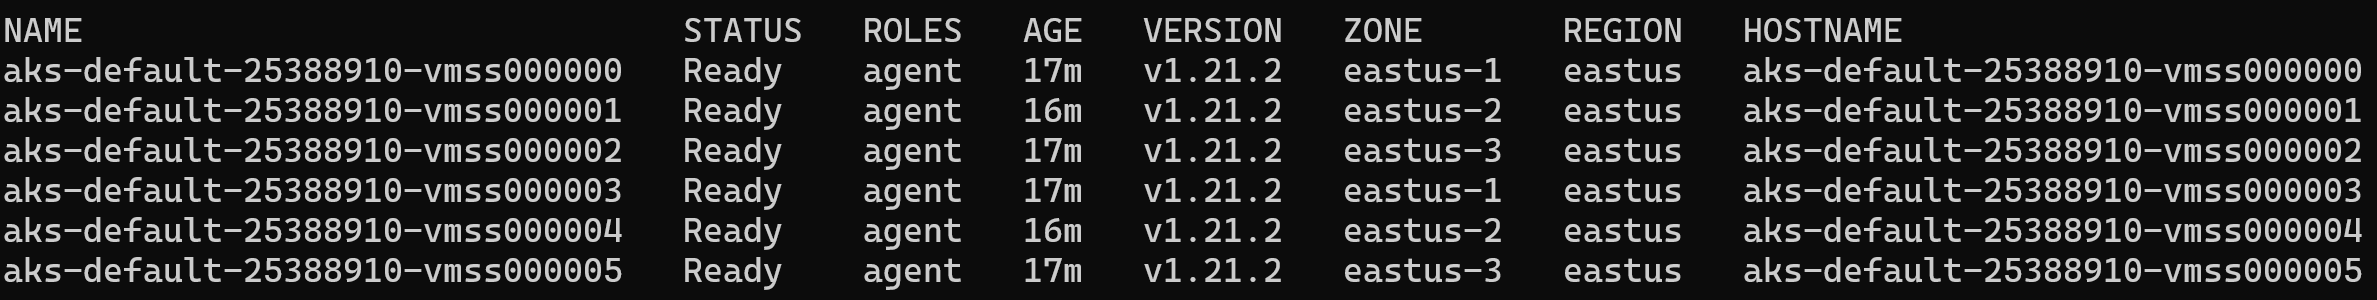 NAME                              STATUS   ROLES   AGE   VERSION   ZONE       REGION   HOSTNAME
aks-default-25388910-vmss000000   Ready    agent   17m   v1.21.2   eastus-1   eastus   aks-default-25388910-vmss000000
aks-default-25388910-vmss000001   Ready    agent   16m   v1.21.2   eastus-2   eastus   aks-default-25388910-vmss000001
aks-default-25388910-vmss000002   Ready    agent   17m   v1.21.2   eastus-3   eastus   aks-default-25388910-vmss000002
aks-default-25388910-vmss000003   Ready    agent   17m   v1.21.2   eastus-1   eastus   aks-default-25388910-vmss000003
aks-default-25388910-vmss000004   Ready    agent   16m   v1.21.2   eastus-2   eastus   aks-default-25388910-vmss000004
aks-default-25388910-vmss000005   Ready    agent   17m   v1.21.2   eastus-3   eastus   aks-default-25388910-vmss000005